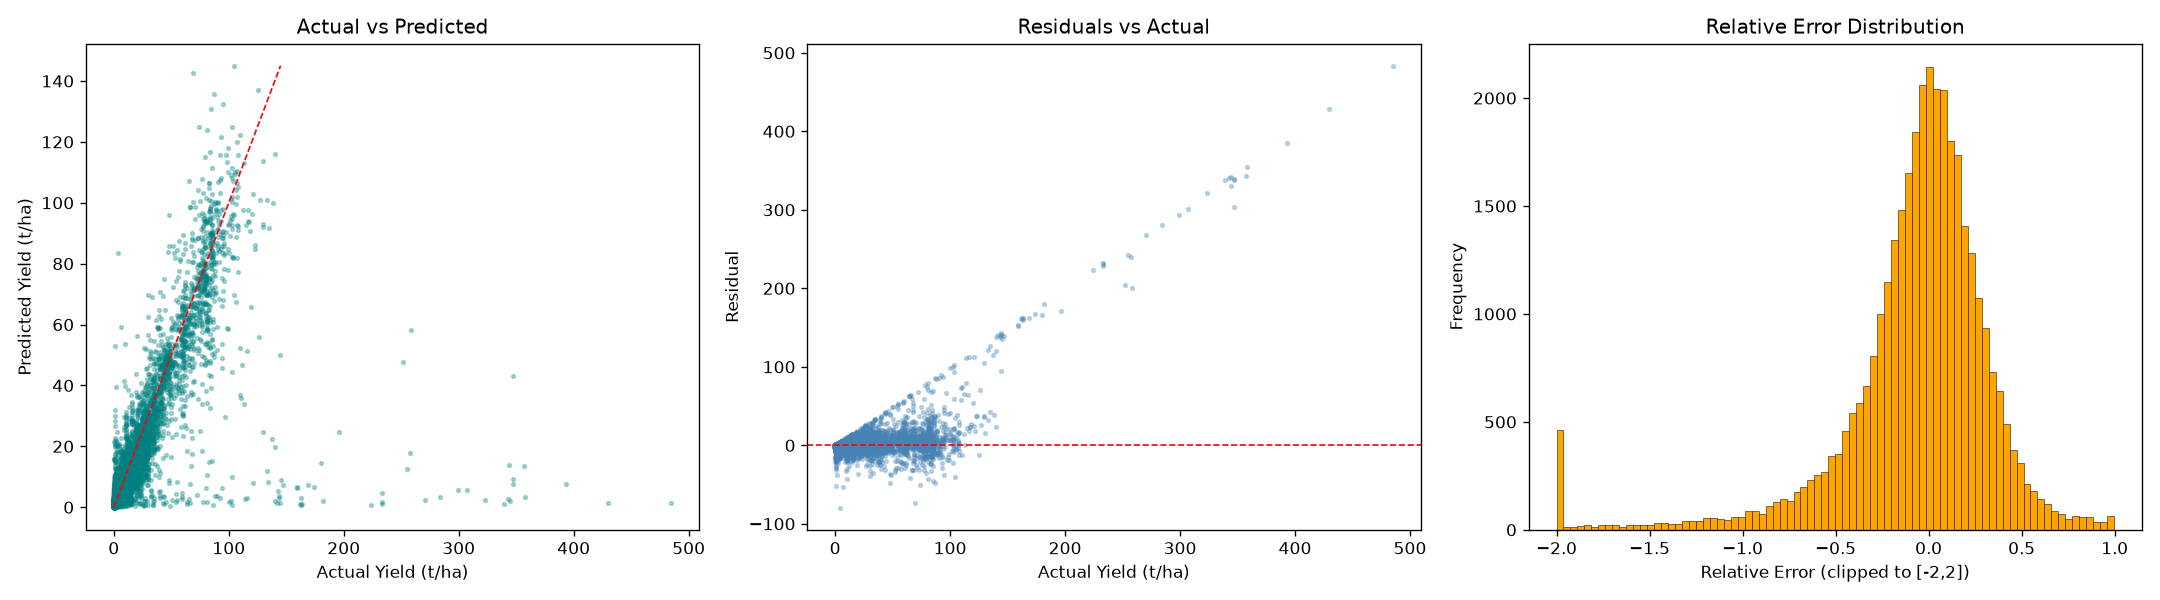 Actual vs Predicted
Predicted Yield (t/ha)
140
120
100
80
60
40
20
0
0 100 200 300 400 500
Actual Yield (t/ha)
Residuals vs Actual
Residual
500
400
300
200
100
0
−100
0 100 200 300 400 500
Actual Yield (t/ha)
Relative Error Distribution
Frequency
2000
1500
1000
500
0
−2.0 −1.5 −1.0 −0.5 0.0 0.5 1.0
Relative Error (clipped to [-2,2])